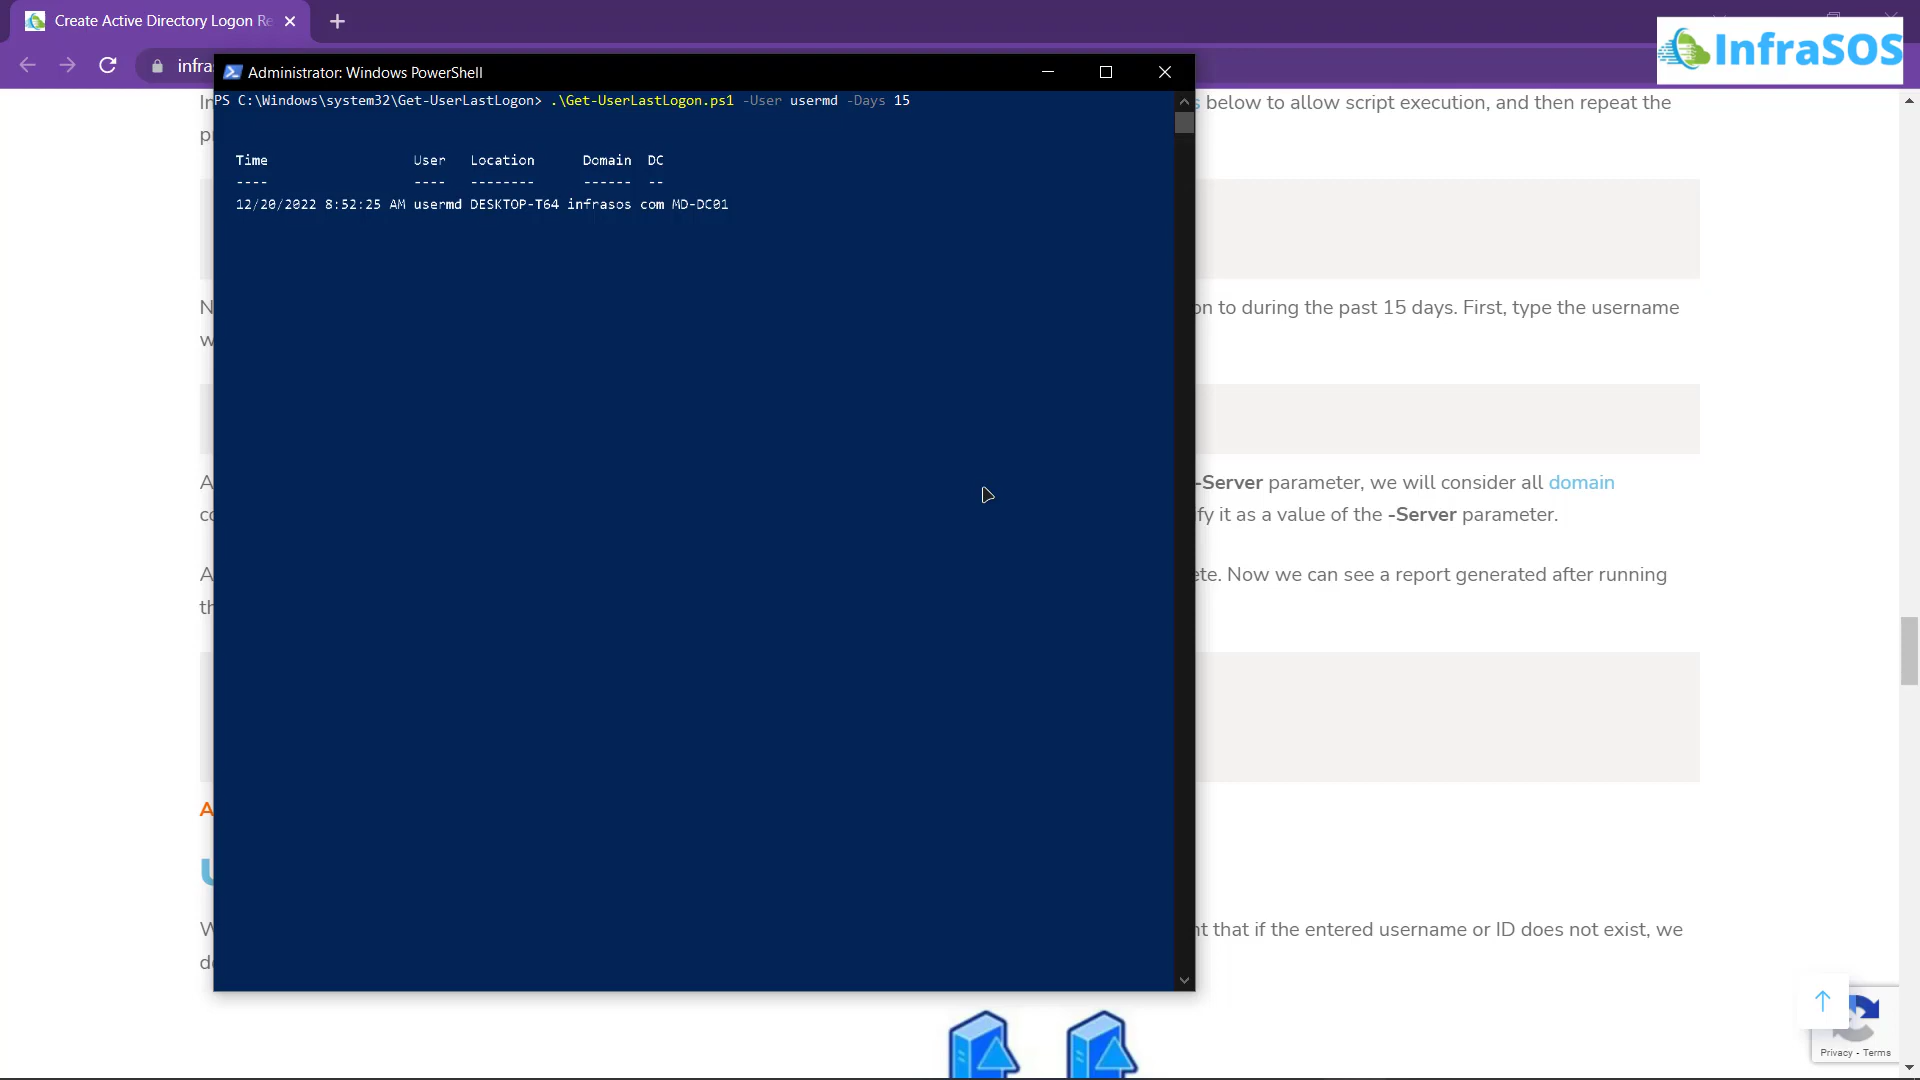 Create Active Directory Logon Re
InfraSOS
infra
Administrator: Windows PowerShell
PS C:\Windows\system32\Get-UserLastLogon> .\Get-UserLastLogon.ps1 -User usermd -Days 15
Time User Location Domain DC
---- ---- -------- ------ --
12/20/2022 8:52:25 AM usermd DESKTOP-T64 infrasos com MD-DC01
below to allow script execution, and then repeat the
on to during the past 15 days. First, type the username
-Server parameter, we will consider all domain
fy it as a value of the -Server parameter.
ete. Now we can see a report generated after running
th
A
U
nt that if the entered username or ID does not exist, we
Privacy - Terms